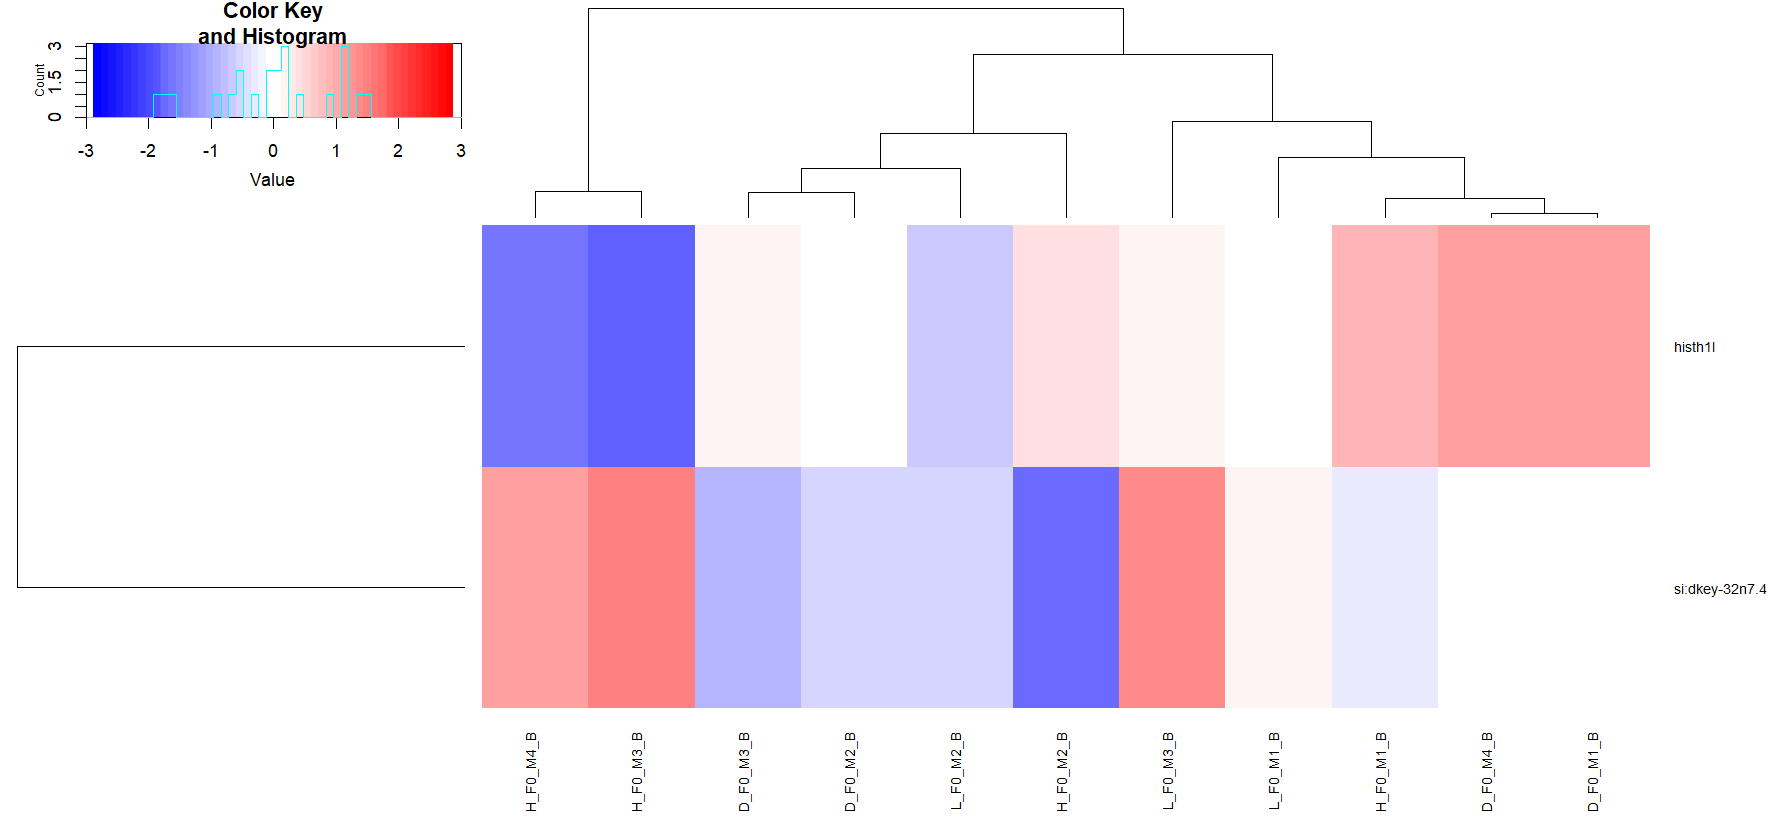 Color Key
and Histogram
Count
0 1.5 3
-3 -2 -1 0 1 2 3
Value
histh1l
si:dkey-32n7.4
H_F0_M4_B
H_F0_M3_B
D_F0_M3_B
D_F0_M2_B
L_F0_M2_B
H_F0_M2_B
L_F0_M3_B
L_F0_M1_B
H_F0_M1_B
D_F0_M4_B
D_F0_M1_B